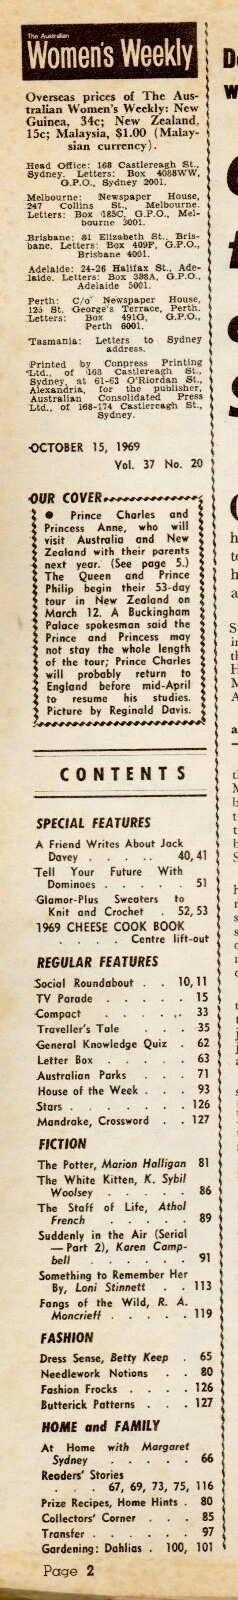 The Australian
Women's Weekly
Overseas prices of The Aus-
tralian Women's Weekly: New
Guinea, 34c; New Zealand,
15c; Malaysia, $1.00 (Malay-
sian currency).
Head Office: 168 Castlereagh St.,
Sydney. Letters: Box 4088WW,
G.P.O., Sydney 2001.
Melbourne: Newspaper House,
247 Collins St., Melbourne.
Letters: Box 185C, G.P.O., Mel-
bourne 3001.
Brisbane: 81 Elizabeth St., Bris-
bane. Letters: Box 409F, G.P.O.,
Brisbane 4001.
Adelaide: 24-26 Halifax St., Ade-
laide. Letters: Box 388A, G.P.O.,
Adelaide 5001.
Perth: C/o Newspaper House,
125 St. George's Terrace, Perth.
Letters: Box 491G, G.P.O.,
Perth 6001.
Tasmania: Letters to Sydney
address.
Printed by Conpress Printing
Ltd., of 168 Castlereagh St.,
Sydney, at 61-63 O'Riordan St.,
Alexandria, for the publisher,
Australian Consolidated Press
Ltd., of 168-174 Castlereagh St.,
Sydney.
OCTOBER 15, 1969
Vol. 37 No. 20
OUR COVER
● Prince Charles and
Princess Anne, who will
visit Australia and New
Zealand with their parents
next year. (See page 5.)
The Queen and Prince
Philip begin their 53-day
tour in New Zealand on
March 12. A Buckingham
Palace spokesman said the
Prince and Princess may
not stay the whole length
of the tour; Prince Charles
will probably return to
England before mid-April
to resume his studies.
Picture by Reginald Davis.
CONTENTS
SPECIAL FEATURES
A Friend Writes About Jack
Davey . . . . . 40, 41
Tell Your Future With
Dominoes . . . . . 51
Glamor-Plus Sweaters to
Knit and Crochet . 52, 53
1969 CHEESE COOK BOOK
. . . . Centre lift-out
REGULAR FEATURES
Social Roundabout . . 10, 11
TV Parade . . . . . 15
Compact . . . . . 33
Traveller's Tale . . . 35
General Knowledge Quiz . 62
Letter Box . . . . 63
Australian Parks . . . 71
House of the Week . . . 93
Stars . . . . . . . 126
Mandrake, Crossword . . 127
FICTION
The Potter, Marion Halligan 81
The White Kitten, K. Sybil
Woolsey . . . . . 86
The Staff of Life, Athol
French . . . . . 89
Suddenly in the Air (Serial
— Part 2), Karen Camp-
bell . . . . . . 91
Something to Remember Her
By, Loni Stinnett . . 113
Fangs of the Wild, R. A.
Moncrieff . . . . . 119
FASHION
Dress Sense, Betty Keep . 65
Needlework Notions . . 80
Fashion Frocks . . . . 126
Butterick Patterns . . . 127
HOME and FAMILY
At Home with Margaret
Sydney . . . . . 66
Readers' Stories
. . . 67, 69, 73, 75, 116
Prize Recipes, Home Hints . 80
Collectors' Corner . . . 85
Transfer . . . . . . 97
Gardening: Dahlias . 100, 101
Page 2